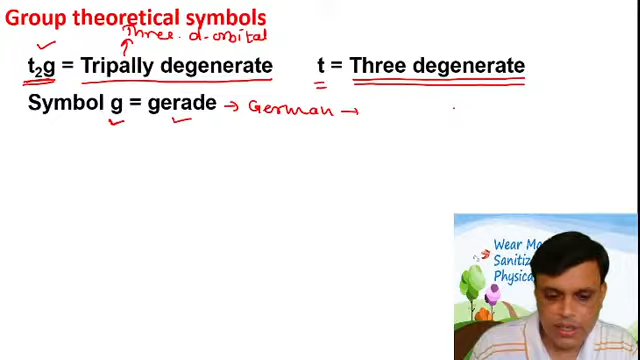 Group theoretical symbols
Three d-orbital
t2g = Tripally degenerate t = Three degenerate
Symbol g = gerade → German →
Wear Ma
Sanitiz
Physica